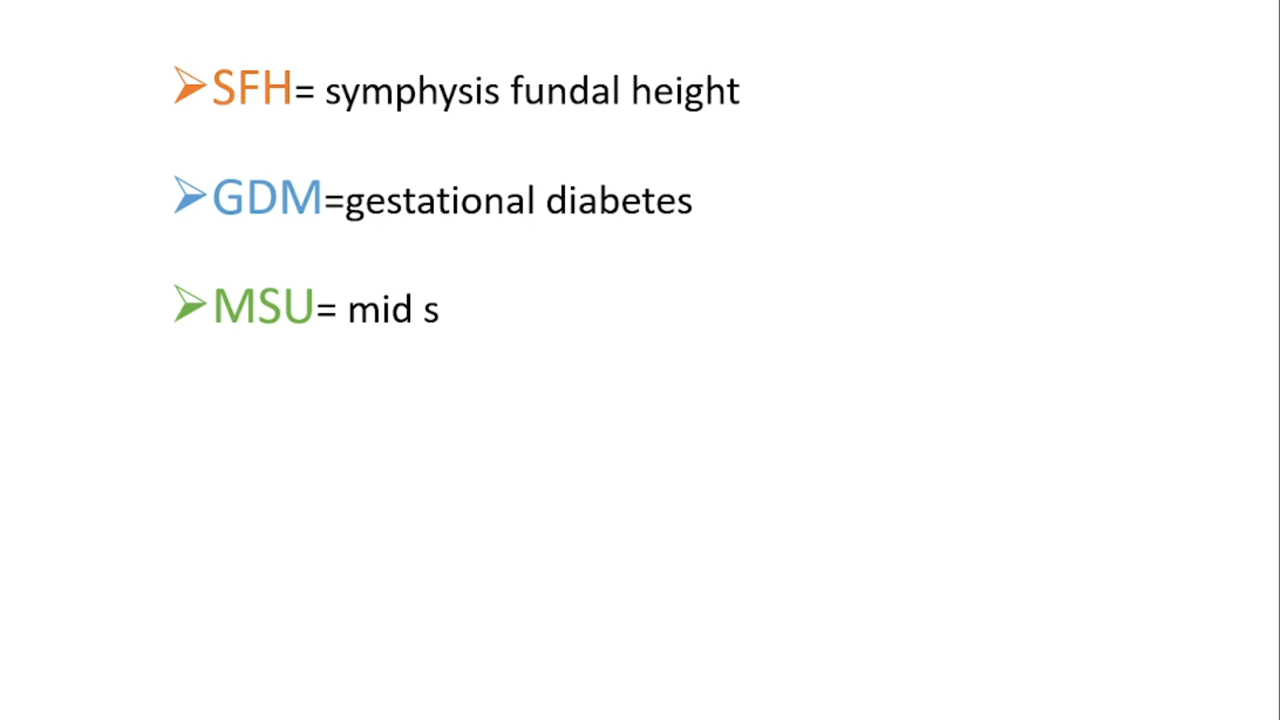 ➢SFH= symphysis fundal height
➢GDM=gestational diabetes
➢MSU= mid s